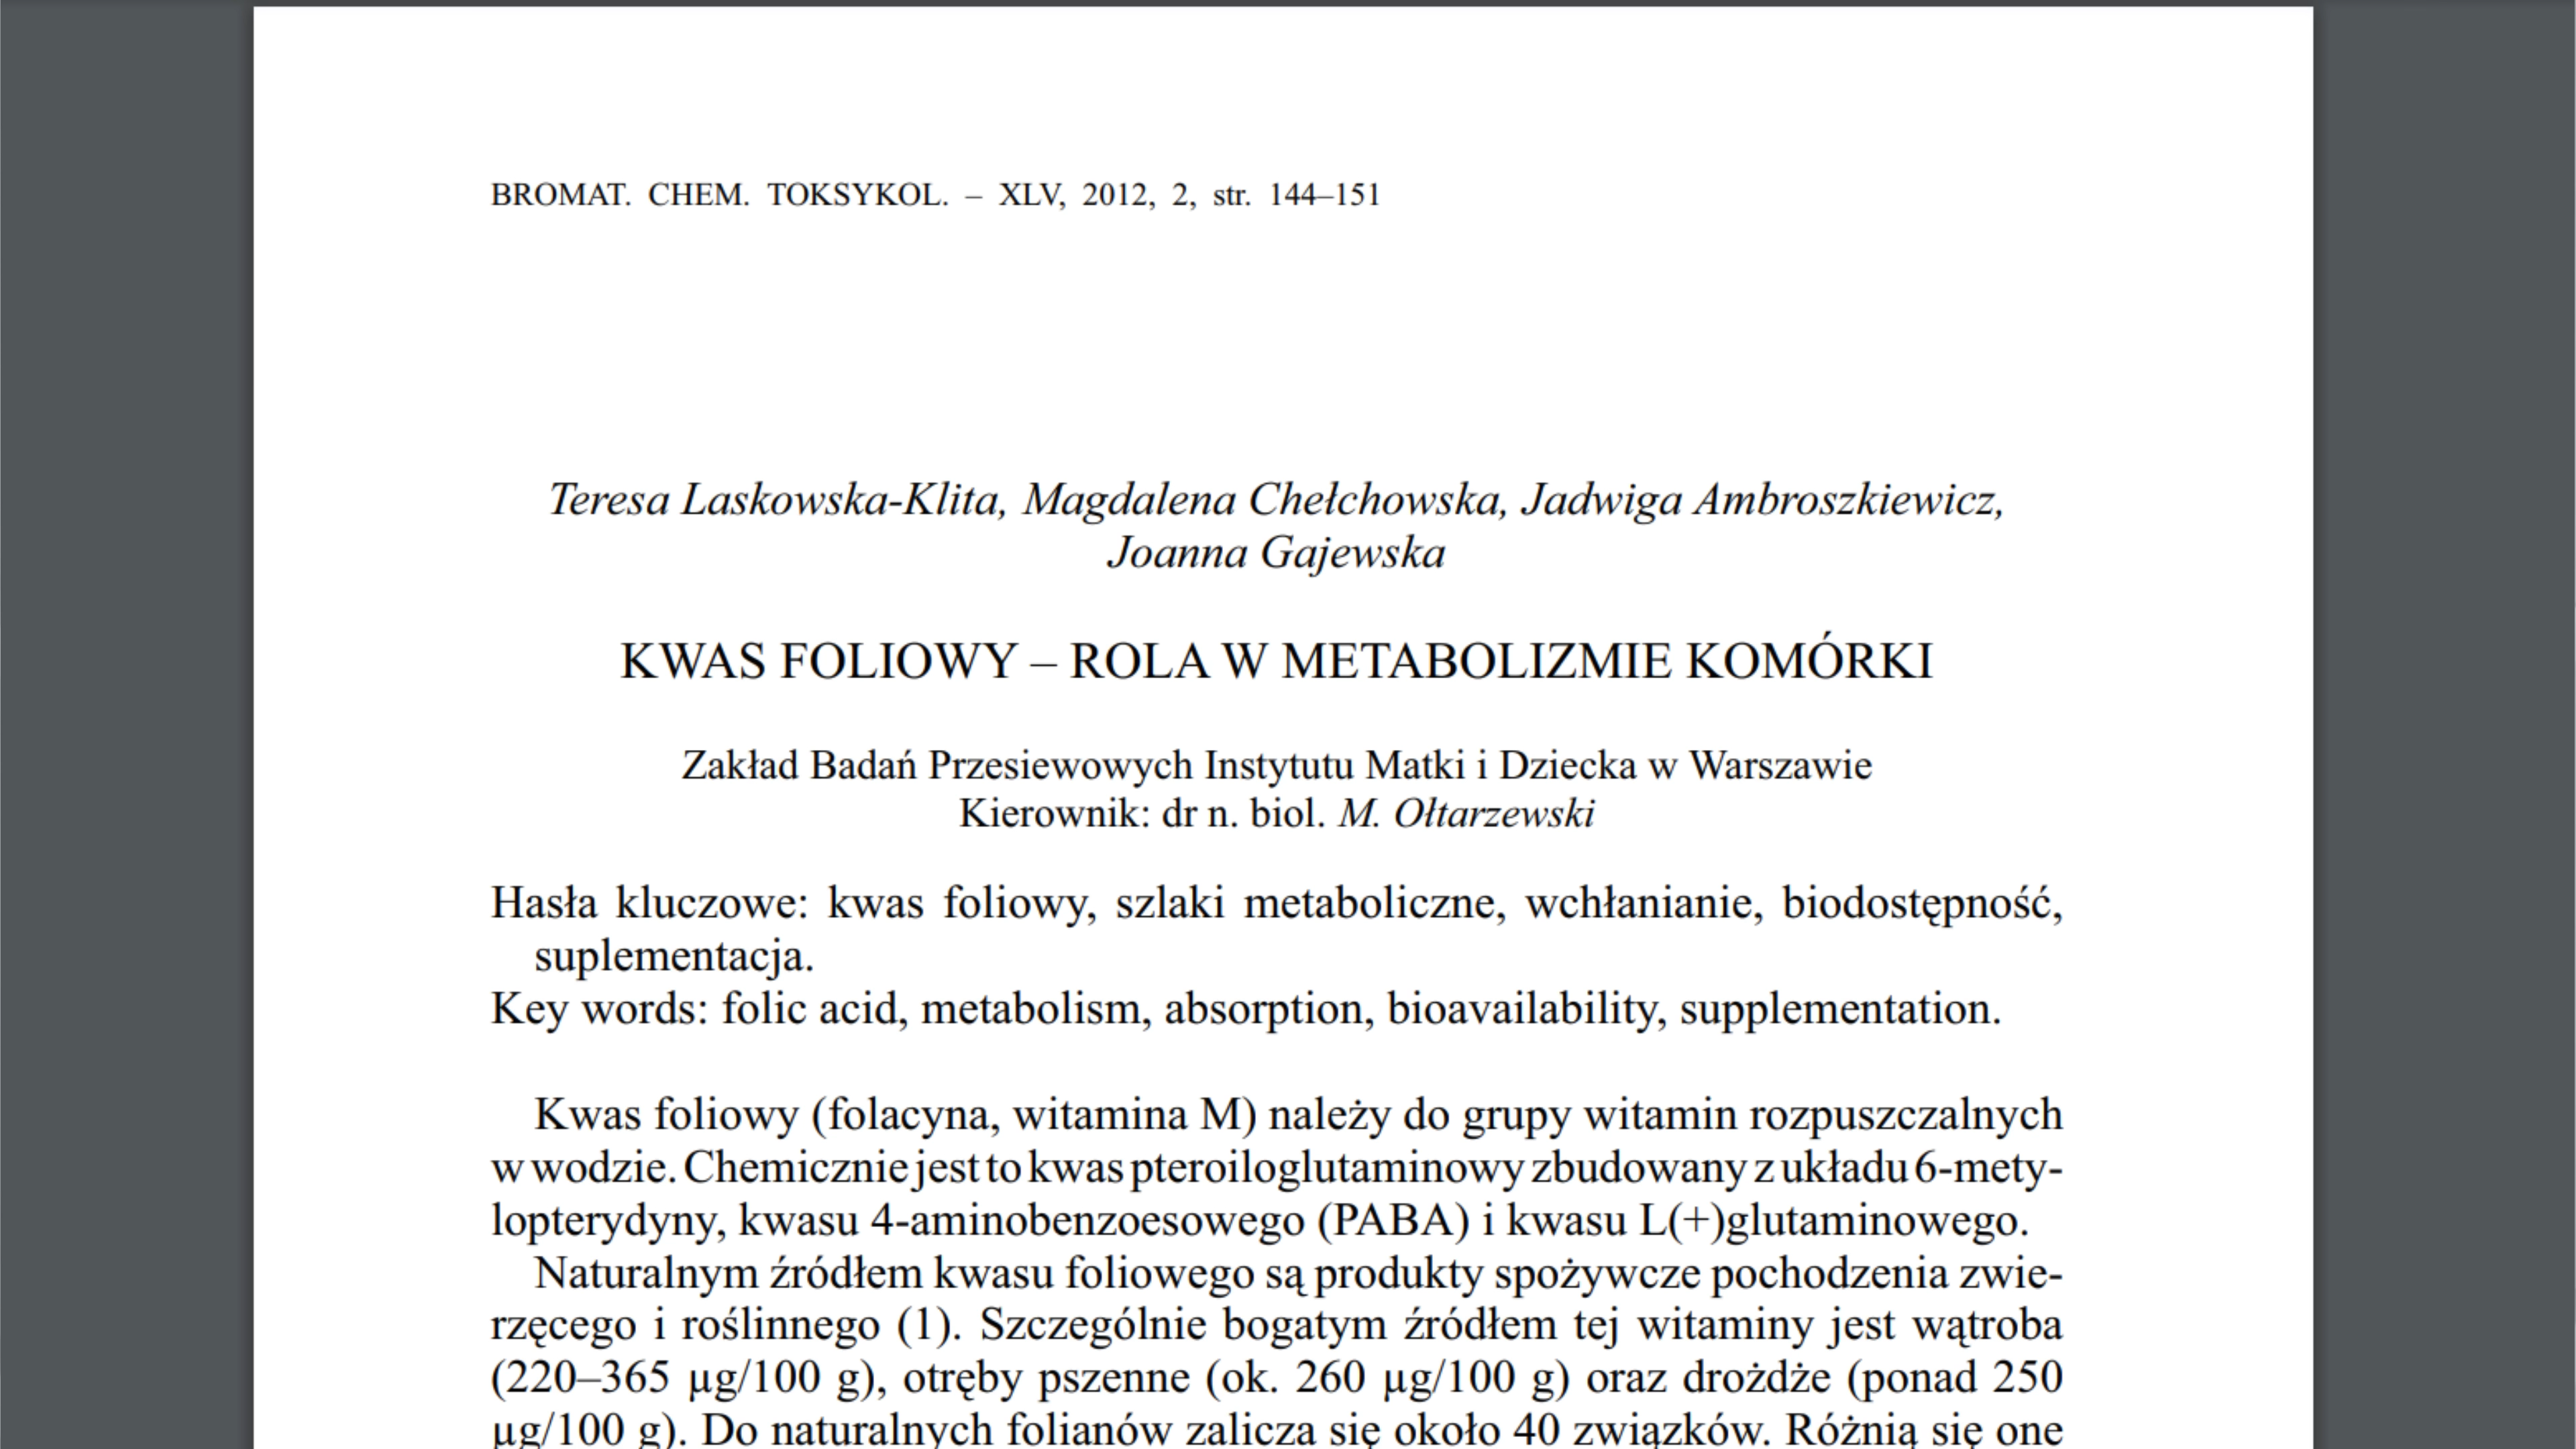 BROMAT. CHEM. TOKSYKOL. – XLV, 2012, 2, str. 144–151
Teresa Laskowska-Klita, Magdalena Chełchowska, Jadwiga Ambroszkiewicz,
Joanna Gajewska
KWAS FOLIOWY – ROLA W METABOLIZMIE KOMÓRKI
Zakład Badań Przesiewowych Instytutu Matki i Dziecka w Warszawie
Kierownik: dr n. biol. M. Ołtarzewski
Hasła kluczowe: kwas foliowy, szlaki metaboliczne, wchłanianie, biodostępność,
suplementacja.
Key words: folic acid, metabolism, absorption, bioavailability, supplementation.
Kwas foliowy (folacyna, witamina M) należy do grupy witamin rozpuszczalnych
w wodzie. Chemicznie jest to kwas pteroiloglutaminowy zbudowany z układu 6-mety-
lopterydyny, kwasu 4-aminobenzoesowego (PABA) i kwasu L(+)glutaminowego.
Naturalnym źródłem kwasu foliowego są produkty spożywcze pochodzenia zwie-
rzęcego i roślinnego (1). Szczególnie bogatym źródłem tej witaminy jest wątroba
(220–365 µg/100 g), otręby pszenne (ok. 260 µg/100 g) oraz drożdże (ponad 250
µg/100 g). Do naturalnych folianów zalicza się około 40 związków. Różnią się one